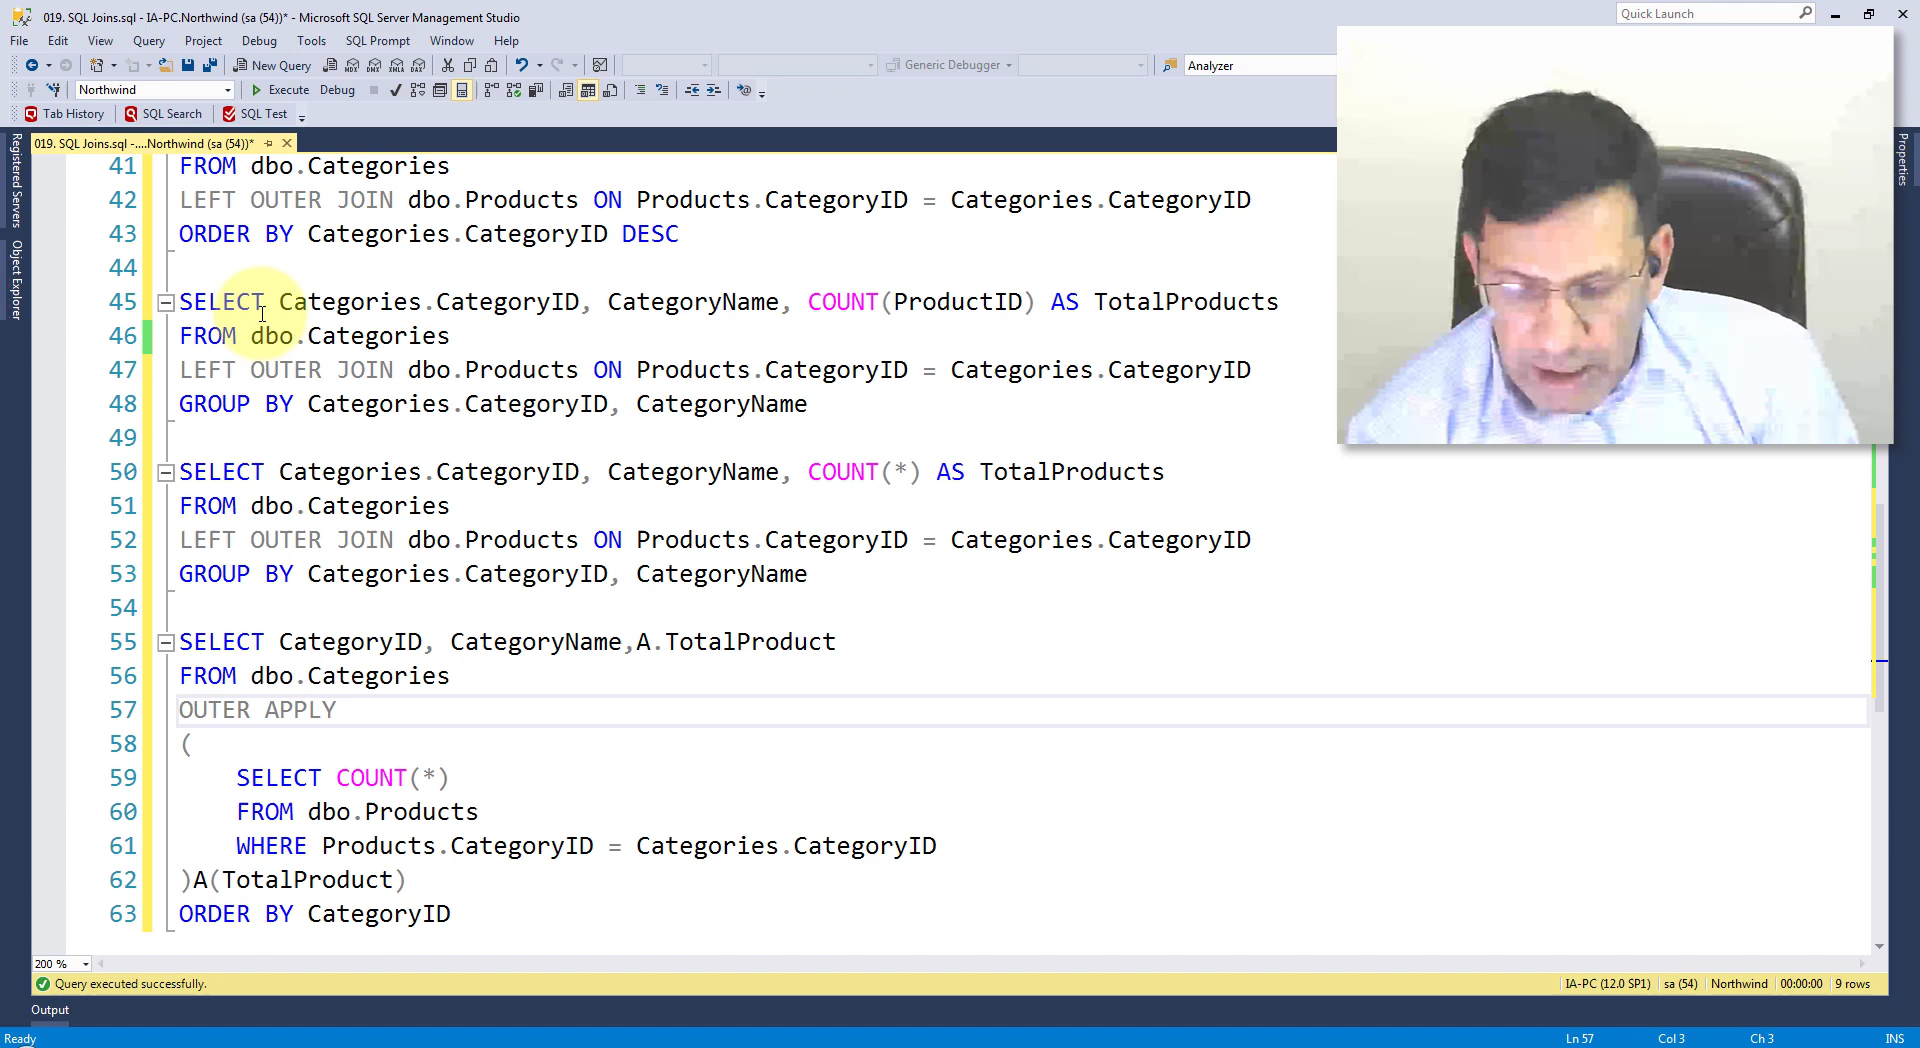 019. SQL Joins.sql - IA-PC.Northwind (sa (54))* - Microsoft SQL Server Management Studio
Quick Launch
File Edit View Query Project Debug Tools SQL Prompt Window Help
New Query MDX DMX XMLA DAX Generic Debugger Analyzer
Northwind Execute Debug
Tab History SQL Search SQL Test
019. SQL Joins.sql -....Northwind (sa (54))*
Registered Servers
Object Explorer
Properties
41 FROM dbo.Categories
42 LEFT OUTER JOIN dbo.Products ON Products.CategoryID = Categories.CategoryID
43 ORDER BY Categories.CategoryID DESC
44
45 SELECT Categories.CategoryID, CategoryName, COUNT(ProductID) AS TotalProducts
46 FROM dbo.Categories
47 LEFT OUTER JOIN dbo.Products ON Products.CategoryID = Categories.CategoryID
48 GROUP BY Categories.CategoryID, CategoryName
49
50 SELECT Categories.CategoryID, CategoryName, COUNT(*) AS TotalProducts
51 FROM dbo.Categories
52 LEFT OUTER JOIN dbo.Products ON Products.CategoryID = Categories.CategoryID
53 GROUP BY Categories.CategoryID, CategoryName
54
55 SELECT CategoryID, CategoryName,A.TotalProduct
56 FROM dbo.Categories
57 OUTER APPLY
58 (
59 SELECT COUNT(*)
60 FROM dbo.Products
61 WHERE Products.CategoryID = Categories.CategoryID
62 )A(TotalProduct)
63 ORDER BY CategoryID
200 %
Query executed successfully. IA-PC (12.0 SP1) sa (54) Northwind 00:00:00 9 rows
Output
Ready Ln 57 Col 3 Ch 3 INS